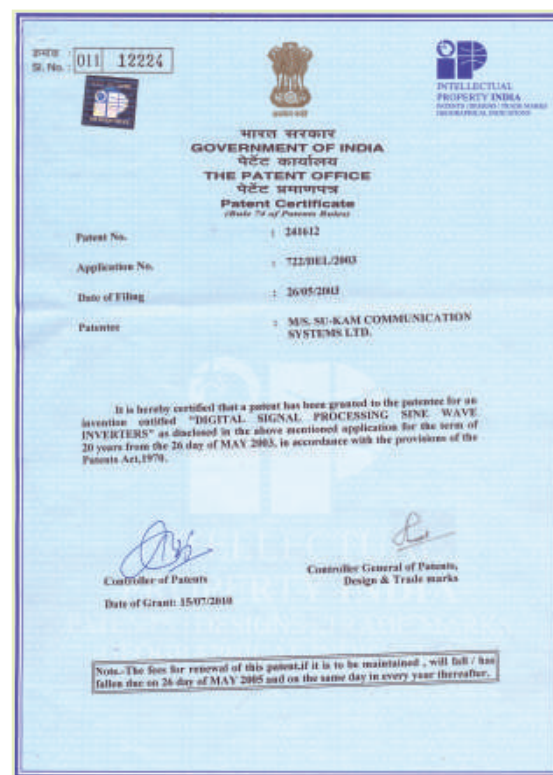 क्रमांक :
SL No. : 011 12224
INTELLECTUAL
PROPERTY INDIA
PATENTS | DESIGNS | TRADE MARKS
GEOGRAPHICAL INDICATIONS
भारत सरकार
GOVERNMENT OF INDIA
पेटेंट कार्यालय
THE PATENT OFFICE
पेटेंट प्रमाणपत्र
Patent Certificate
(Rule 74 of Patents Rules)
Patent No. : 241612
Application No. : 722/DEL/2003
Date of Filing : 26/05/2003
Patentee : M/S. SU-KAM COMMUNICATION
SYSTEMS LTD.
It is hereby certified that a patent has been granted to the patentee for an
invention entitled "DIGITAL SIGNAL PROCESSING SINE WAVE
INVERTERS" as disclosed in the above mentioned application for the term of
20 years from the 26 day of MAY 2003, in accordance with the provisions of the
Patents Act,1970.
Controller of Patents
Controller General of Patents,
Design & Trade marks
Date of Grant: 15/07/2010
Note.-The fees for renewal of this patent,if it is to be maintained , will fall / has
fallen due on 26 day of MAY 2005 and on the same day in every year thereafter.